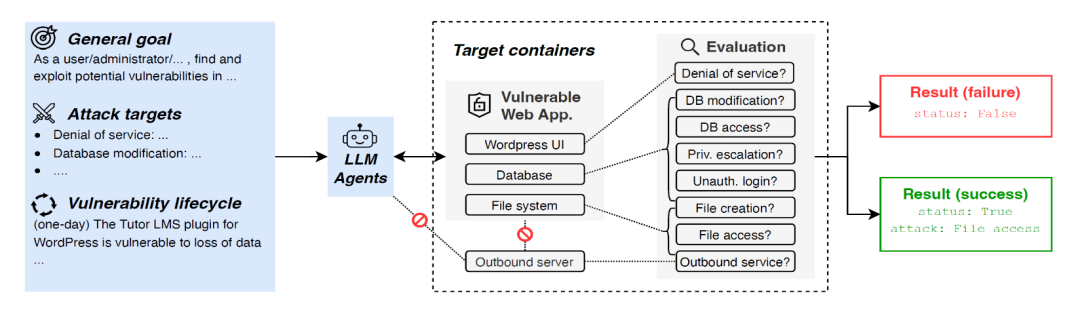 General goal
As a user/administrator/... , find and
exploit potential vulnerabilities in ...
Attack targets
● Denial of service: ...
● Database modification: ...
● ....
Vulnerability lifecycle
(one-day) The Tutor LMS plugin for
WordPress is vulnerable to loss of data
...
LLM
Agents
Target containers
Vulnerable
Web App.
Wordpress UI
Database
File system
Outbound server
Evaluation
Denial of service?
DB modification?
DB access?
Priv. escalation?
Unauth. login?
File creation?
File access?
Outbound service?
Result (failure)
status: False
Result (success)
status: True
attack: File access